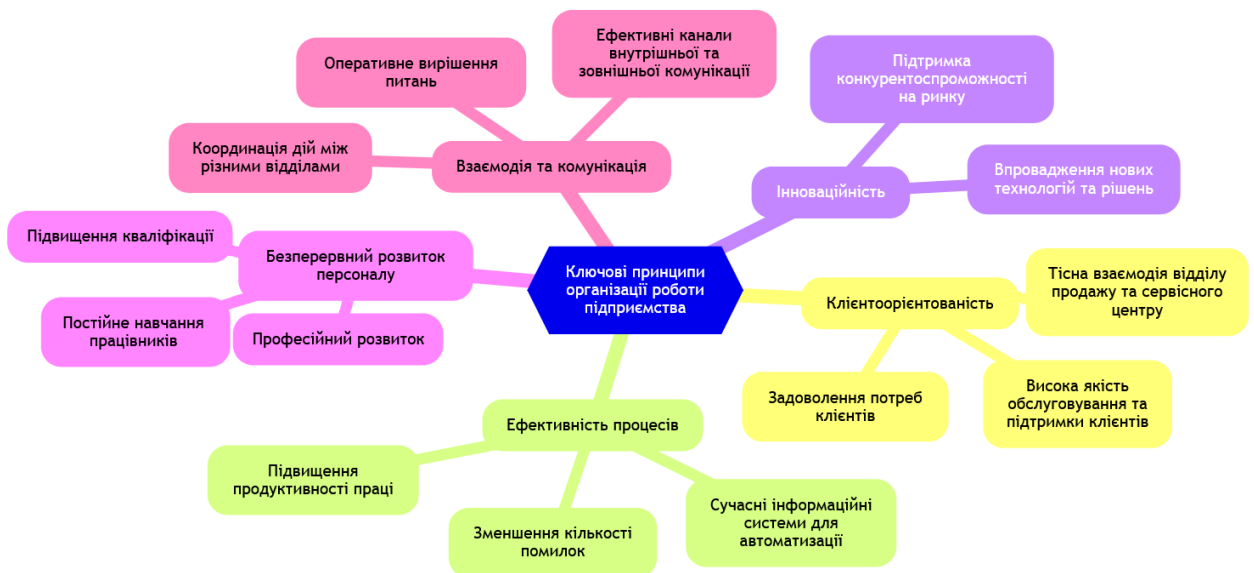 Ефективні канали
внутрішньої та
зовнішньої комунікації
Оперативне вирішення
питань
Координація дій між
різними відділами
Взаємодія та комунікація
Підтримка
конкурентоспроможності
на ринку
Впровадження нових
технологій та рішень
Інноваційність
Підвищення кваліфікації
Безперервний розвиток
персоналу
Постійне навчання
працівників
Професійний розвиток
Ключові принципи
організації роботи
підприємства
Клієнтоорієнтованість
Тісна взаємодія відділу
продажу та сервісного
центру
Задоволення потреб
клієнтів
Висока якість
обслуговування та
підтримки клієнтів
Ефективність процесів
Підвищення
продуктивності праці
Зменшення кількості
помилок
Сучасні інформаційні
системи для
автоматизації